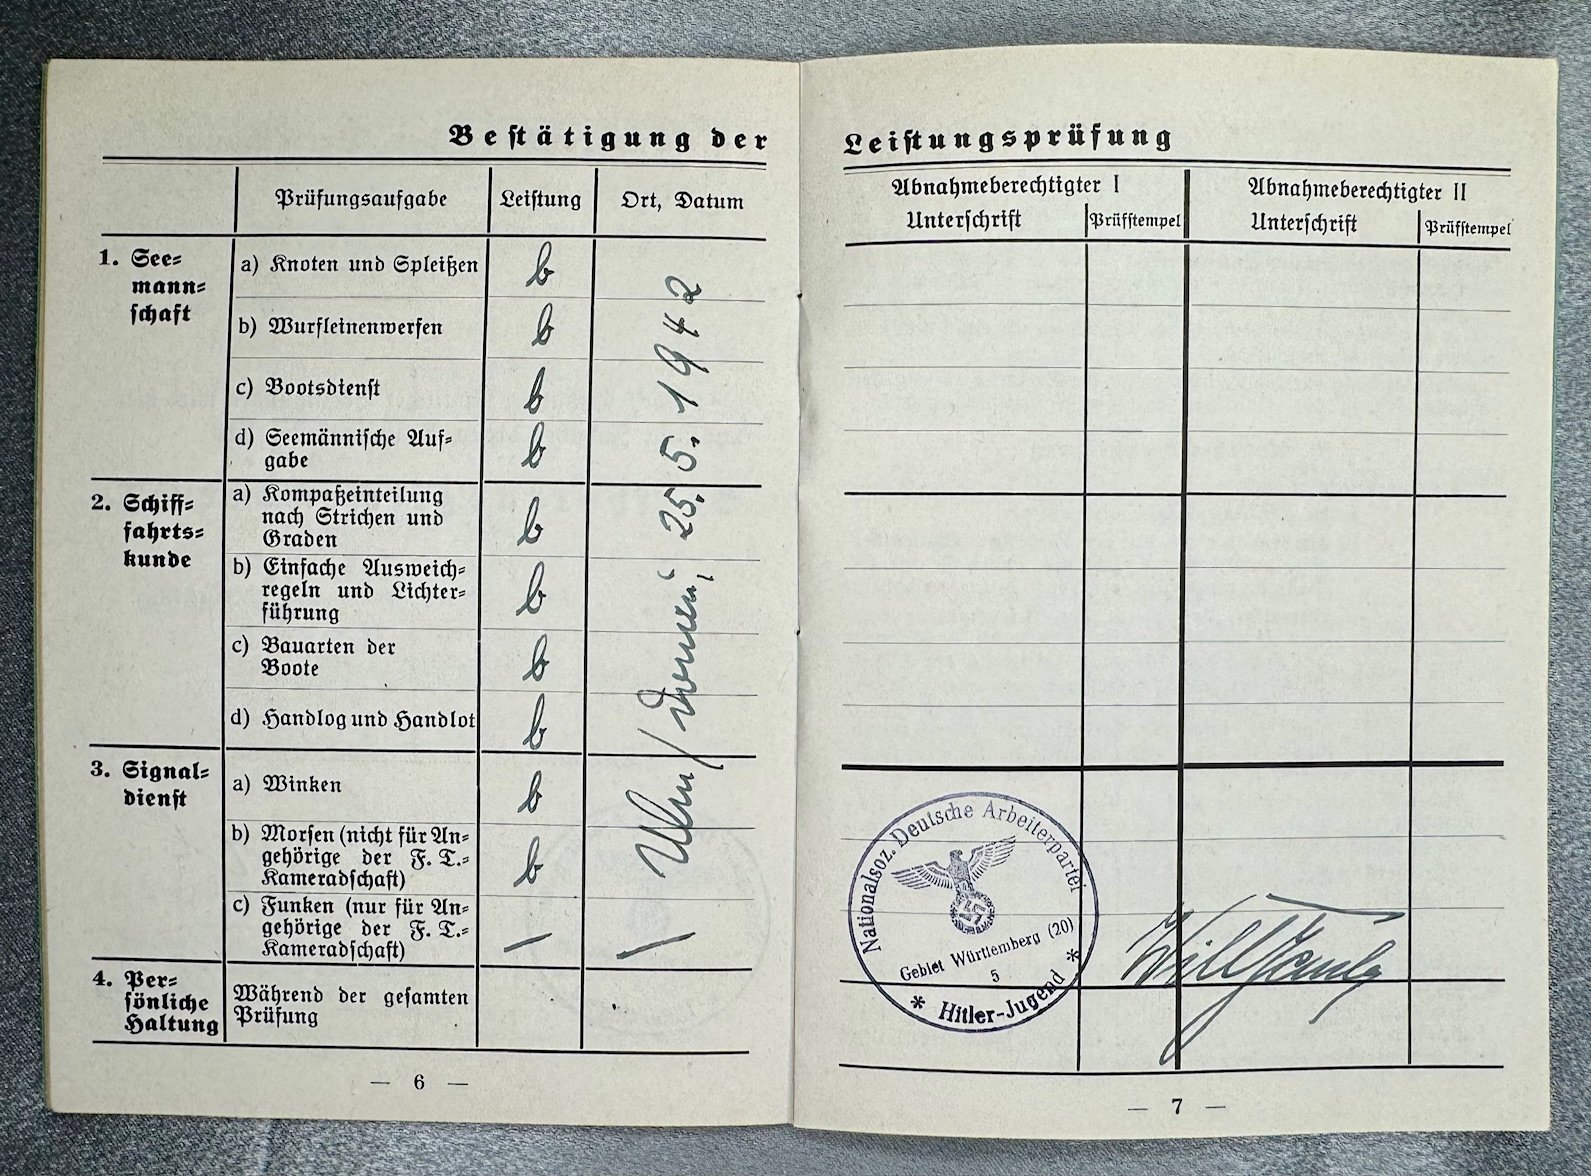 Bestätigung der
Prüfungsaufgabe Leistung Ort, Datum
1. See=
mann=
schaft
a) Knoten und Spleißen b
b) Wurfleinenwerfen b
c) Bootsdienst b
d) Seemännische Auf=
gabe b
2. Schiff=
fahrts=
kunde
a) Kompaßeinteilung
nach Strichen und
Graden b
b) Einfache Ausweich=
regeln und Lichter=
führung b
c) Bauarten der
Boote b
d) Handlog und Handlot b
3. Signal=
dienst
a) Winken b
b) Morsen (nicht für An=
gehörige der F. T.=
Kameradschaft) b
c) Funken (nur für An=
gehörige der F. T.=
Kameradschaft) /
4. Per=
sönliche
Haltung
Während der gesamten
Prüfung
Ulm / Donau, 25. 5. 1942
— 6 —
Leistungsprüfung
Abnahmeberechtigter I Abnahmeberechtigter II
Unterschrift Prüfstempel Unterschrift Prüfstempel
Nationalsoz. Deutsche Arbeiterpartei
Gebiet Württemberg (20)
5
* Hitler-Jugend *
— 7 —